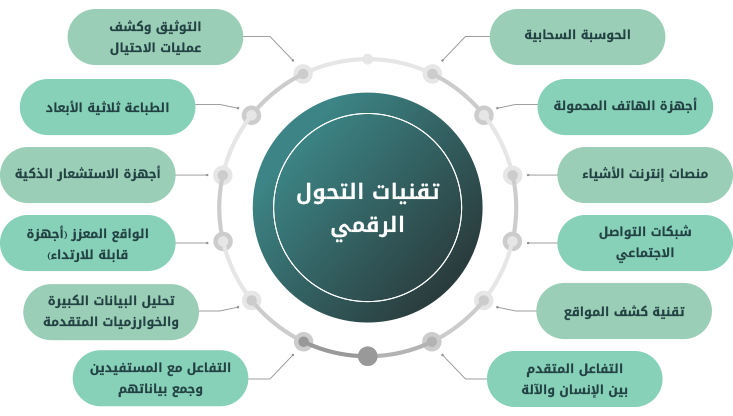 تقنيات التحول
الرقمي
الحوسبة السحابية
أجهزة الهاتف المحمولة
منصات إنترنت الأشياء
شبكات التواصل
الاجتماعي
تقنية كشف المواقع
التفاعل المتقدم
بين الإنسان والآلة
التوثيق وكشف
عمليات الاحتيال
الطباعة ثلاثية الأبعاد
أجهزة الاستشعار الذكية
الواقع المعزز (أجهزة
قابلة للارتداء)
تحليل البيانات الكبيرة
والخوارزميات المتقدمة
التفاعل مع المستفيدين
وجمع بياناتهم